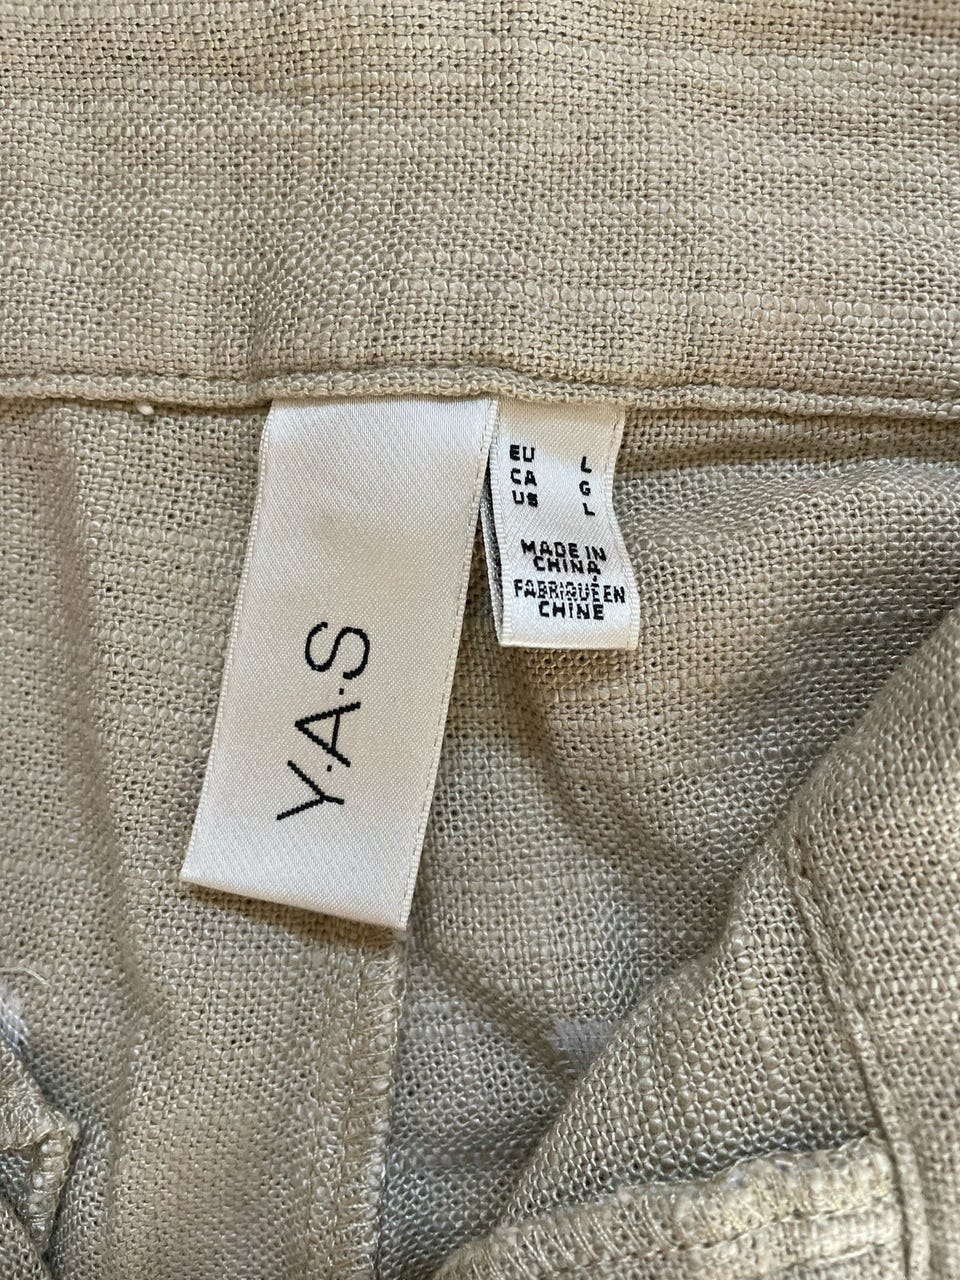 Y.A.S
EU L
CA G
US L
MADE IN
CHINA,
FABRIQUÉ EN
CHINE